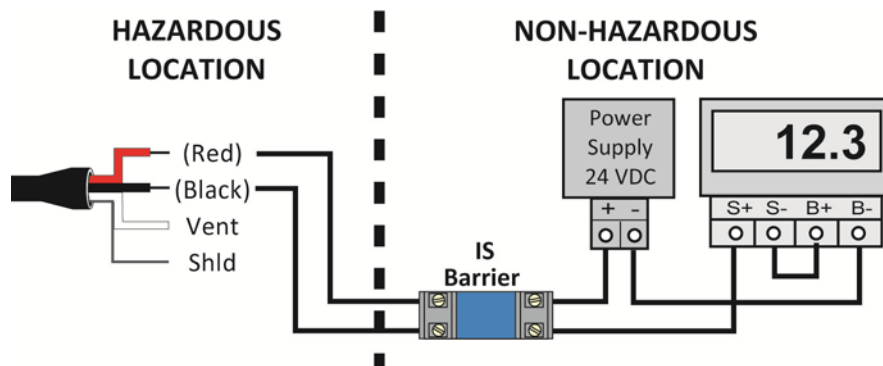 HAZARDOUS
LOCATION
NON-HAZARDOUS
LOCATION
(Red)
(Black)
Vent
Shld
IS
Barrier
Power
Supply
24 VDC
+ -
12.3
S+ S- B+ B-